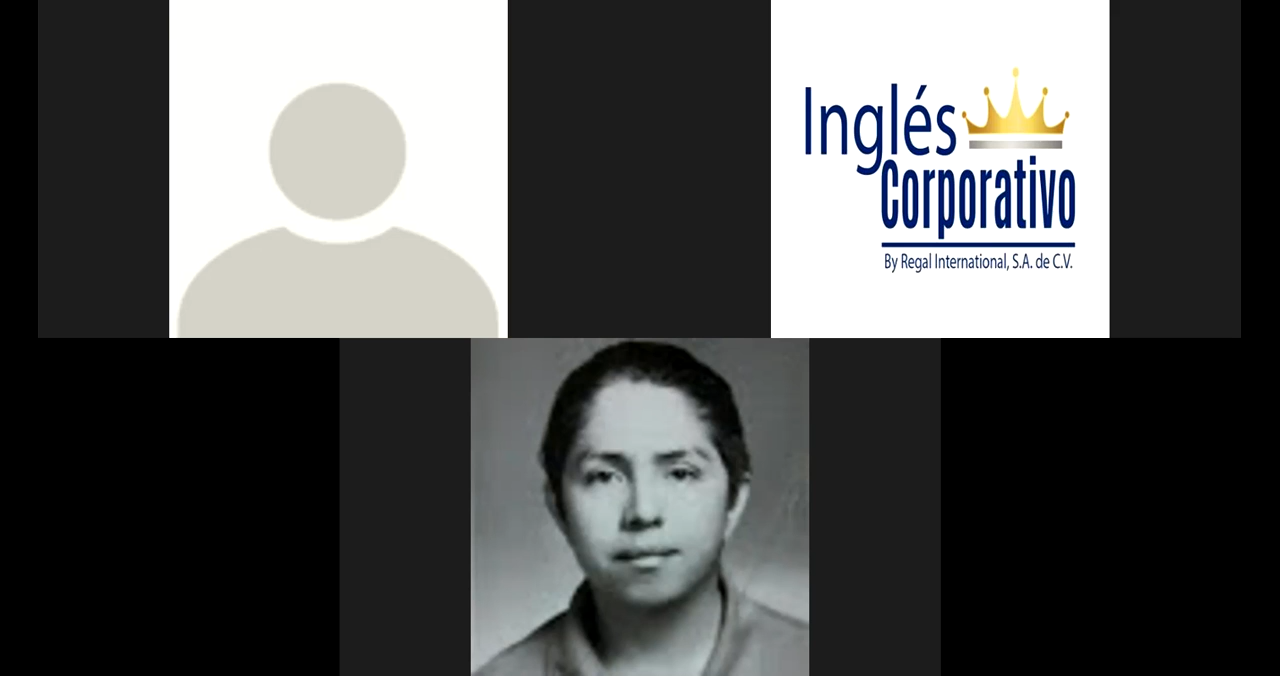 Inglés
Corporativo
By Regal International, S.A. de C.V.